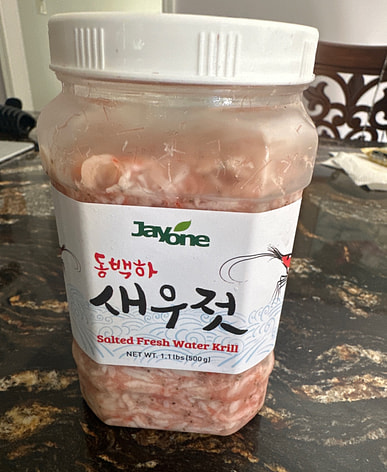 Jayone
동백하
새우젓
Salted Fresh Water Krill
NET WT. 1.1 lbs (500 g)